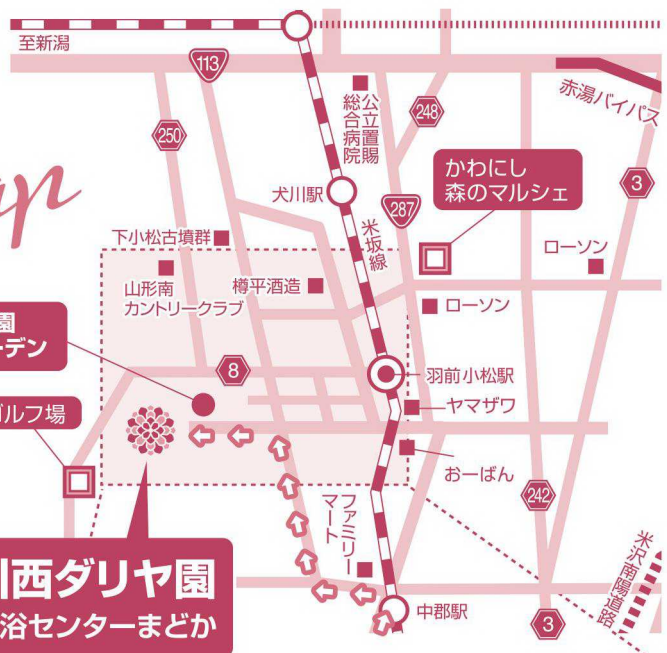 至新潟
113
赤湯バイパス
公立置賜
総合病院
250
248
かわにし
森のマルシェ
3
犬川駅
287
米坂線
下小松古墳群
ローソン
山形南
カントリークラブ
樽平酒造
ローソン
園
ーデン
8
羽前小松駅
ヤマザワ
ゴルフ場
おーばん
242
ファミリー
マート
米沢南陽道路
川西ダリヤ園
浴センターまどか
中郡駅
3